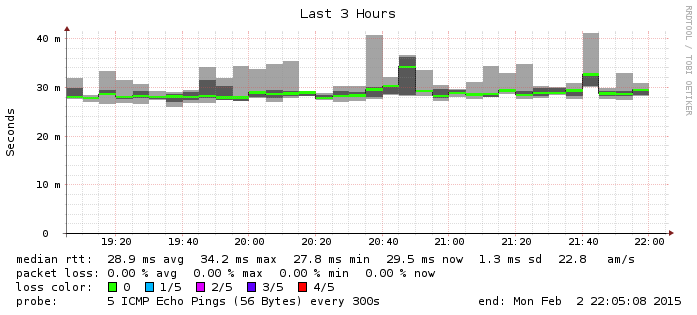 Last 3 Hours
RRDTOOL / TOBI OETIKER
Seconds
40 m
30 m
20 m
10 m
0
19:20 19:40 20:00 20:20 20:40 21:00 21:20 21:40 22:00
median rtt: 28.9 ms avg 34.2 ms max 27.8 ms min 29.5 ms now 1.3 ms sd 22.8 am/s
packet loss: 0.00 % avg 0.00 % max 0.00 % min 0.00 % now
loss color: 0 1/5 2/5 3/5 4/5
probe: 5 ICMP Echo Pings (56 Bytes) every 300s end: Mon Feb 2 22:05:08 2015